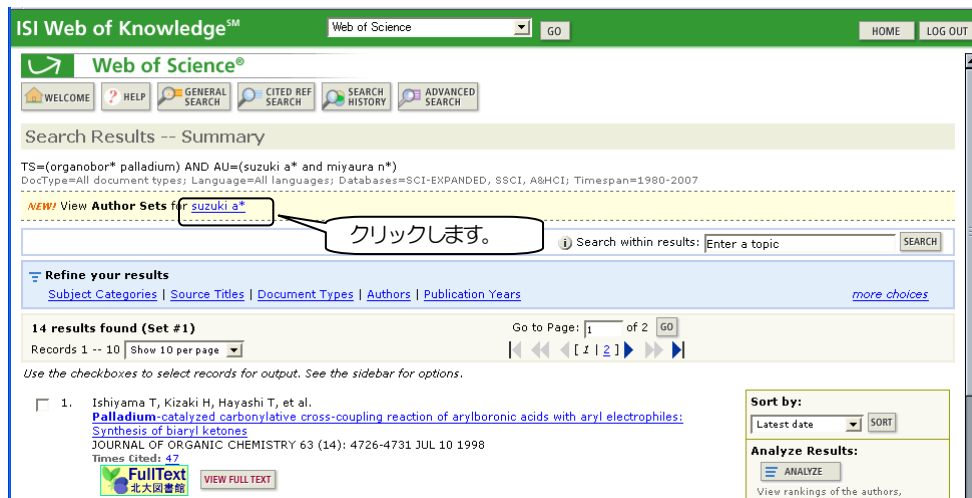 ISI Web of Knowledge℠
Web of Science
GO
HOME
LOG OUT
Web of Science®
WELCOME
HELP
GENERAL SEARCH
CITED REF SEARCH
SEARCH HISTORY
ADVANCED SEARCH
Search Results -- Summary
TS=(organobor* palladium) AND AU=(suzuki a* and miyaura n*)
DocType=All document types; Language=All languages; Databases=SCI-EXPANDED, SSCI, A&HCI; Timespan=1980-2007
NEW! View Author Sets for suzuki a*
クリックします。
Search within results: Enter a topic SEARCH
Refine your results
Subject Categories | Source Titles | Document Types | Authors | Publication Years
more choices
14 results found (Set #1)
Go to Page: 1 of 2 GO
Records 1 -- 10 Show 10 per page
[ 1 | 2 ]
Use the checkboxes to select records for output. See the sidebar for options.
1. Ishiyama T, Kizaki H, Hayashi T, et al.
Palladium-catalyzed carbonylative cross-coupling reaction of arylboronic acids with aryl electrophiles:
Synthesis of biaryl ketones
JOURNAL OF ORGANIC CHEMISTRY 63 (14): 4726-4731 JUL 10 1998
Times Cited: 47
FullText
北大図書館
VIEW FULL TEXT
Sort by:
Latest date SORT
Analyze Results:
ANALYZE
View rankings of the authors,